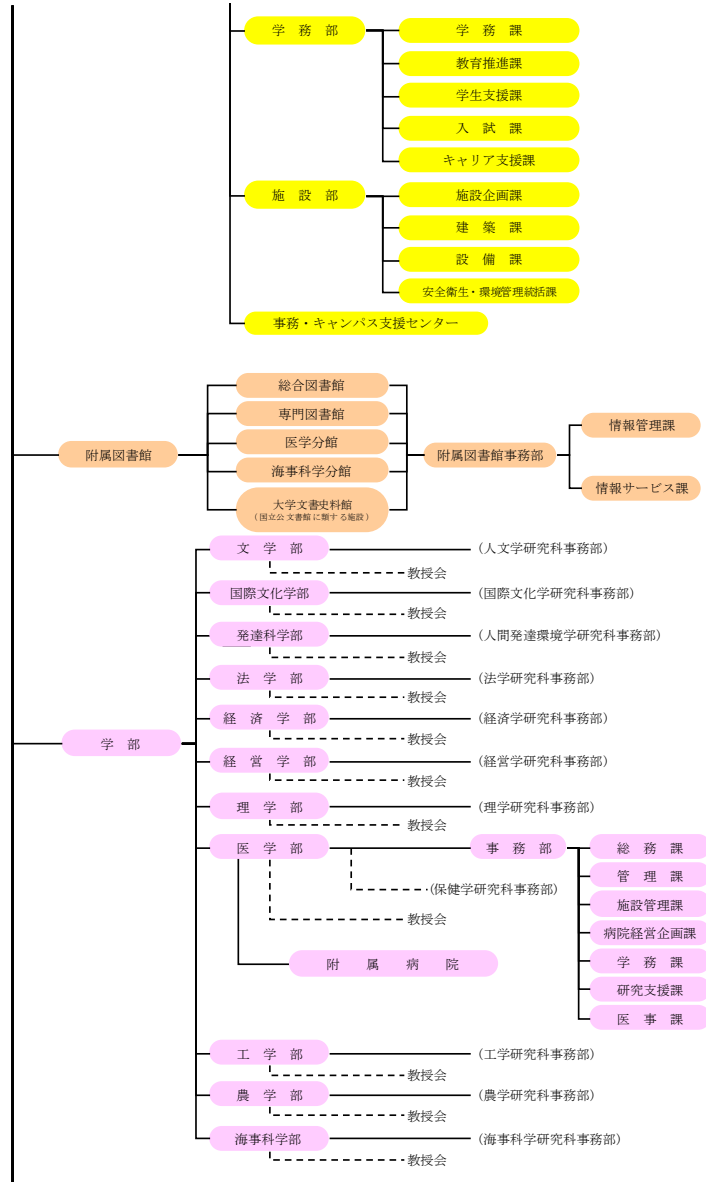 学　務　部
学　務　課
教育推進課
学生支援課
入　試　課
キャリア支援課
施　設　部
施設企画課
建　築　課
設　備　課
安全衛生・環境管理統括課
事務・キャンパス支援センター
附属図書館
総合図書館
専門図書館
医学分館
海事科学分館
大学文書史料館
(国立公文書館に類する施設)
附属図書館事務部
情報管理課
情報サービス課
学　部
文　学　部
(人文学研究科事務部)
教授会
国際文化学部
(国際文化学研究科事務部)
教授会
発達科学部
(人間発達環境学研究科事務部)
教授会
法　学　部
(法学研究科事務部)
教授会
経　済　学　部
(経済学研究科事務部)
教授会
経　営　学　部
(経営学研究科事務部)
教授会
理　学　部
(理学研究科事務部)
教授会
医　学　部
事　務　部
総　務　課
管　理　課
施設管理課
病院経営企画課
学　務　課
研究支援課
医　事　課
(保健学研究科事務部)
教授会
附　属　病　院
工　学　部
(工学研究科事務部)
教授会
農　学　部
(農学研究科事務部)
教授会
海事科学部
(海事科学研究科事務部)
教授会